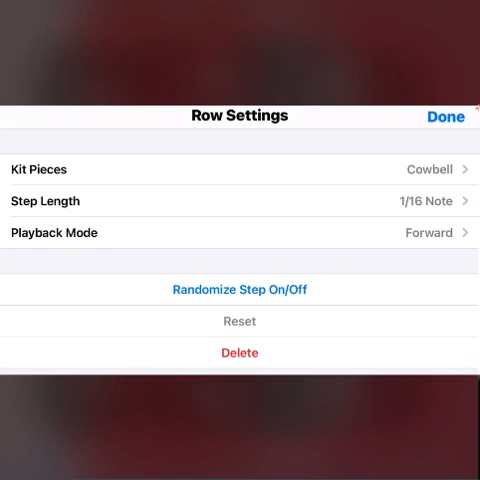 Row Settings
Done
Kit Pieces Cowbell
Step Length 1/16 Note
Playback Mode Forward
Randomize Step On/Off
Reset
Delete